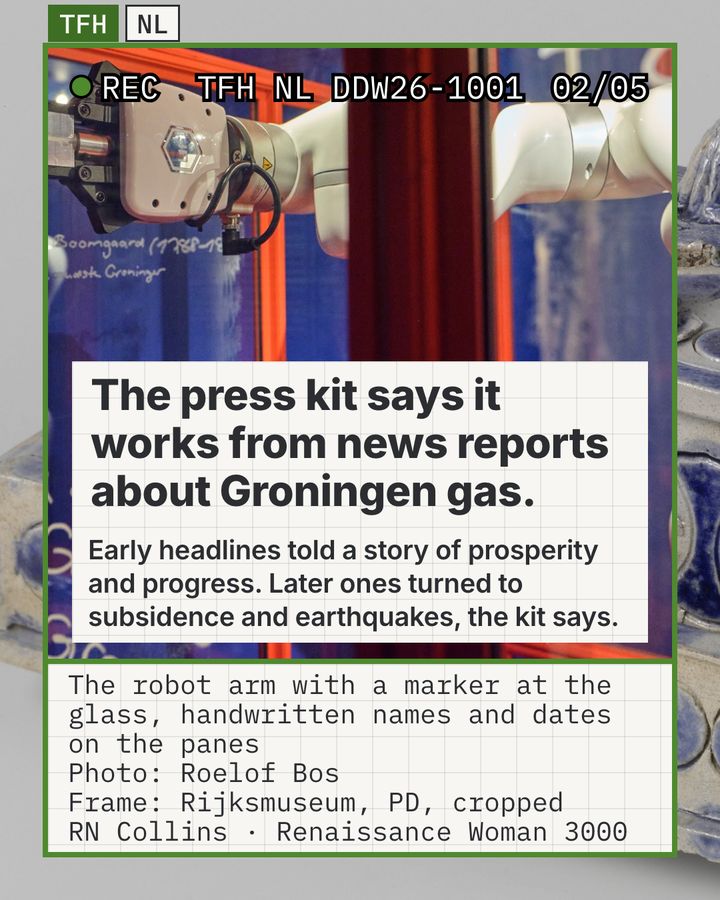 TFH NL
REC TFH NL DDW26-1001 02/05
Boomgaard (1788-18
Groninger
The press kit says it
works from news reports
about Groningen gas.
Early headlines told a story of prosperity
and progress. Later ones turned to
subsidence and earthquakes, the kit says.
The robot arm with a marker at the
glass, handwritten names and dates
on the panes
Photo: Roelof Bos
Frame: Rijksmuseum, PD, cropped
RN Collins · Renaissance Woman 3000